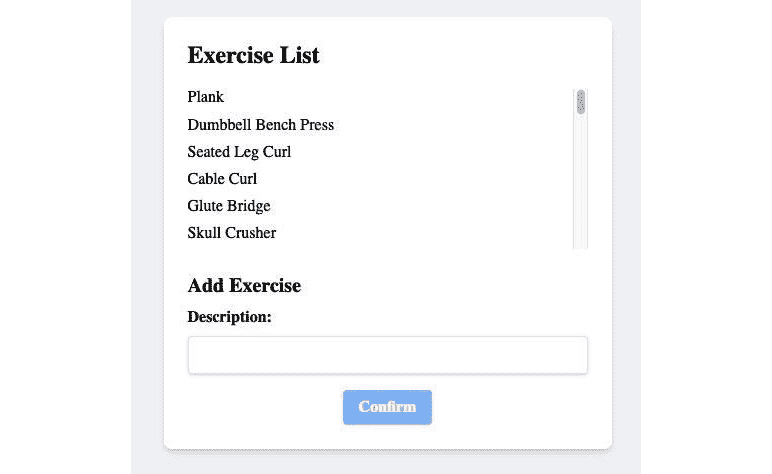 Exercise List
Plank
Dumbbell Bench Press
Seated Leg Curl
Cable Curl
Glute Bridge
Skull Crusher
Add Exercise
Description:
Confirm